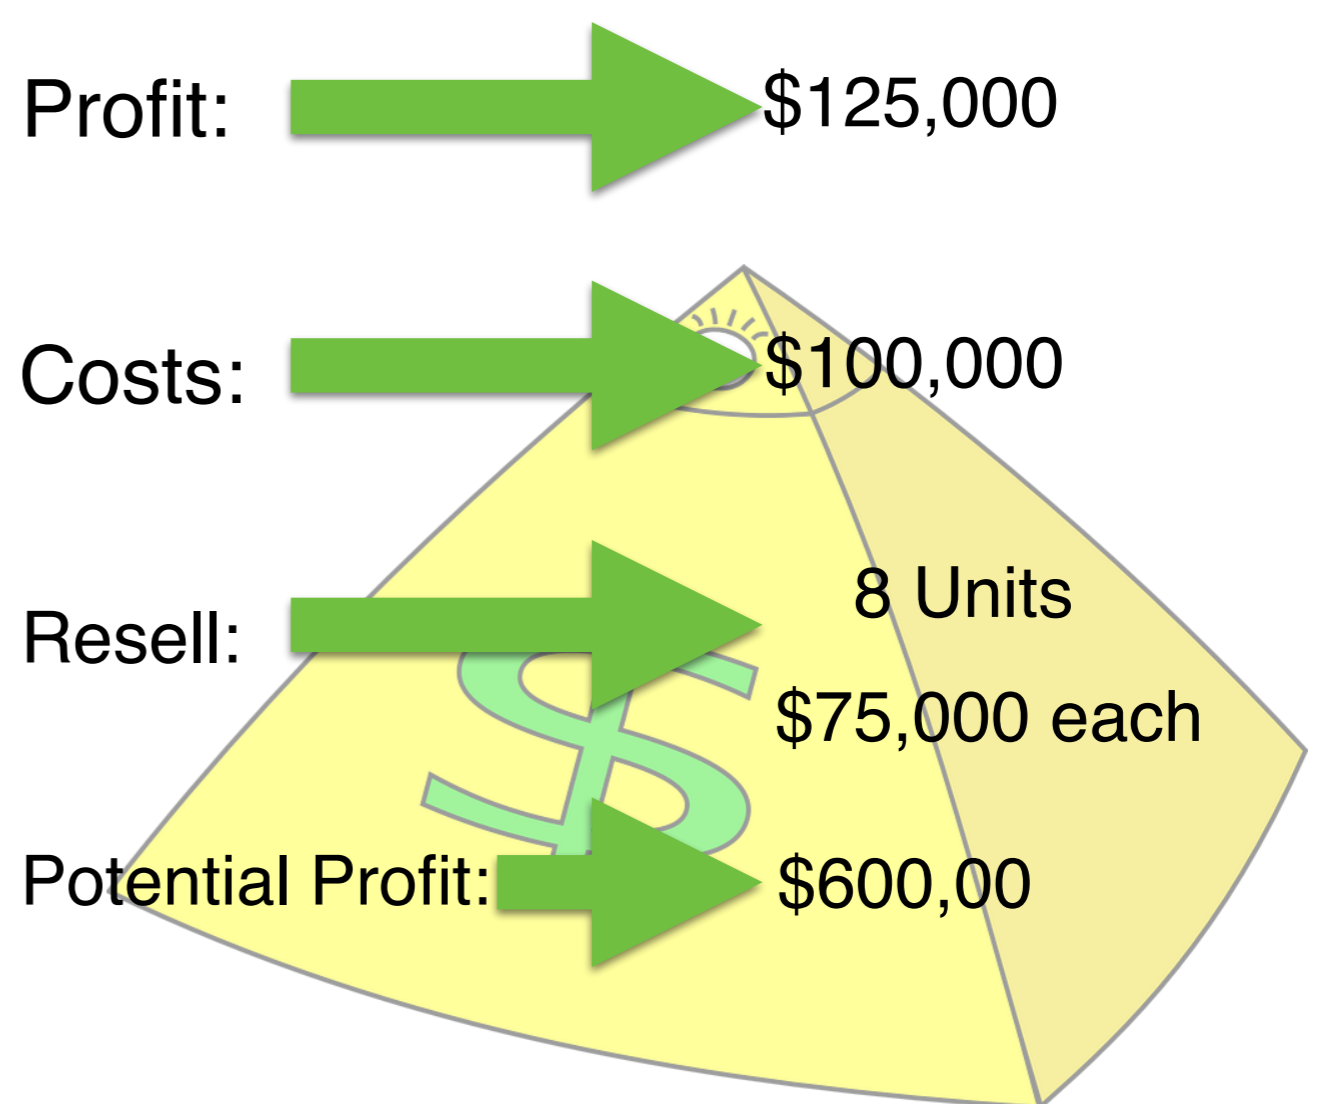 Profit: $125,000
Costs: $100,000
Resell: 8 Units
$75,000 each
Potential Profit: $600,00